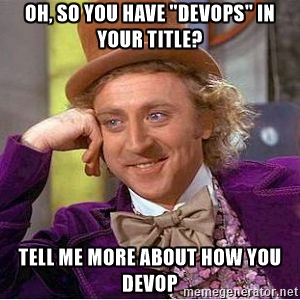 OH, SO YOU HAVE "DEVOPS" IN
YOUR TITLE?
TELL ME MORE ABOUT HOW YOU
DEVOP
memegenerator.net